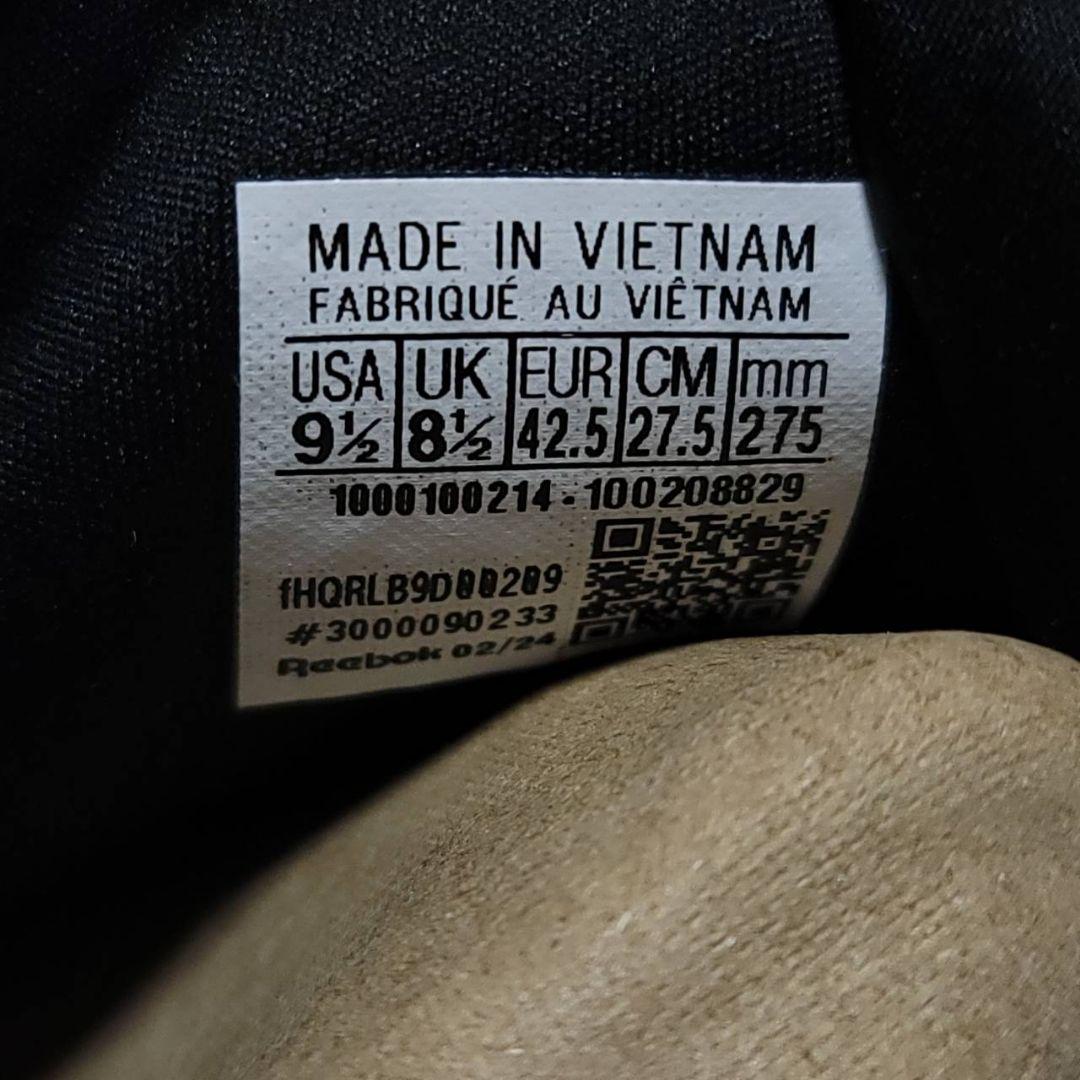 MADE IN VIETNAM
FABRIQUÉ AU VIÊTNAM
USA UK EUR CM mm
9½ 8½ 42.5 27.5 275
1000100214-100208829
fHQRLB9D00209
#3000090233
Reebok 02/24